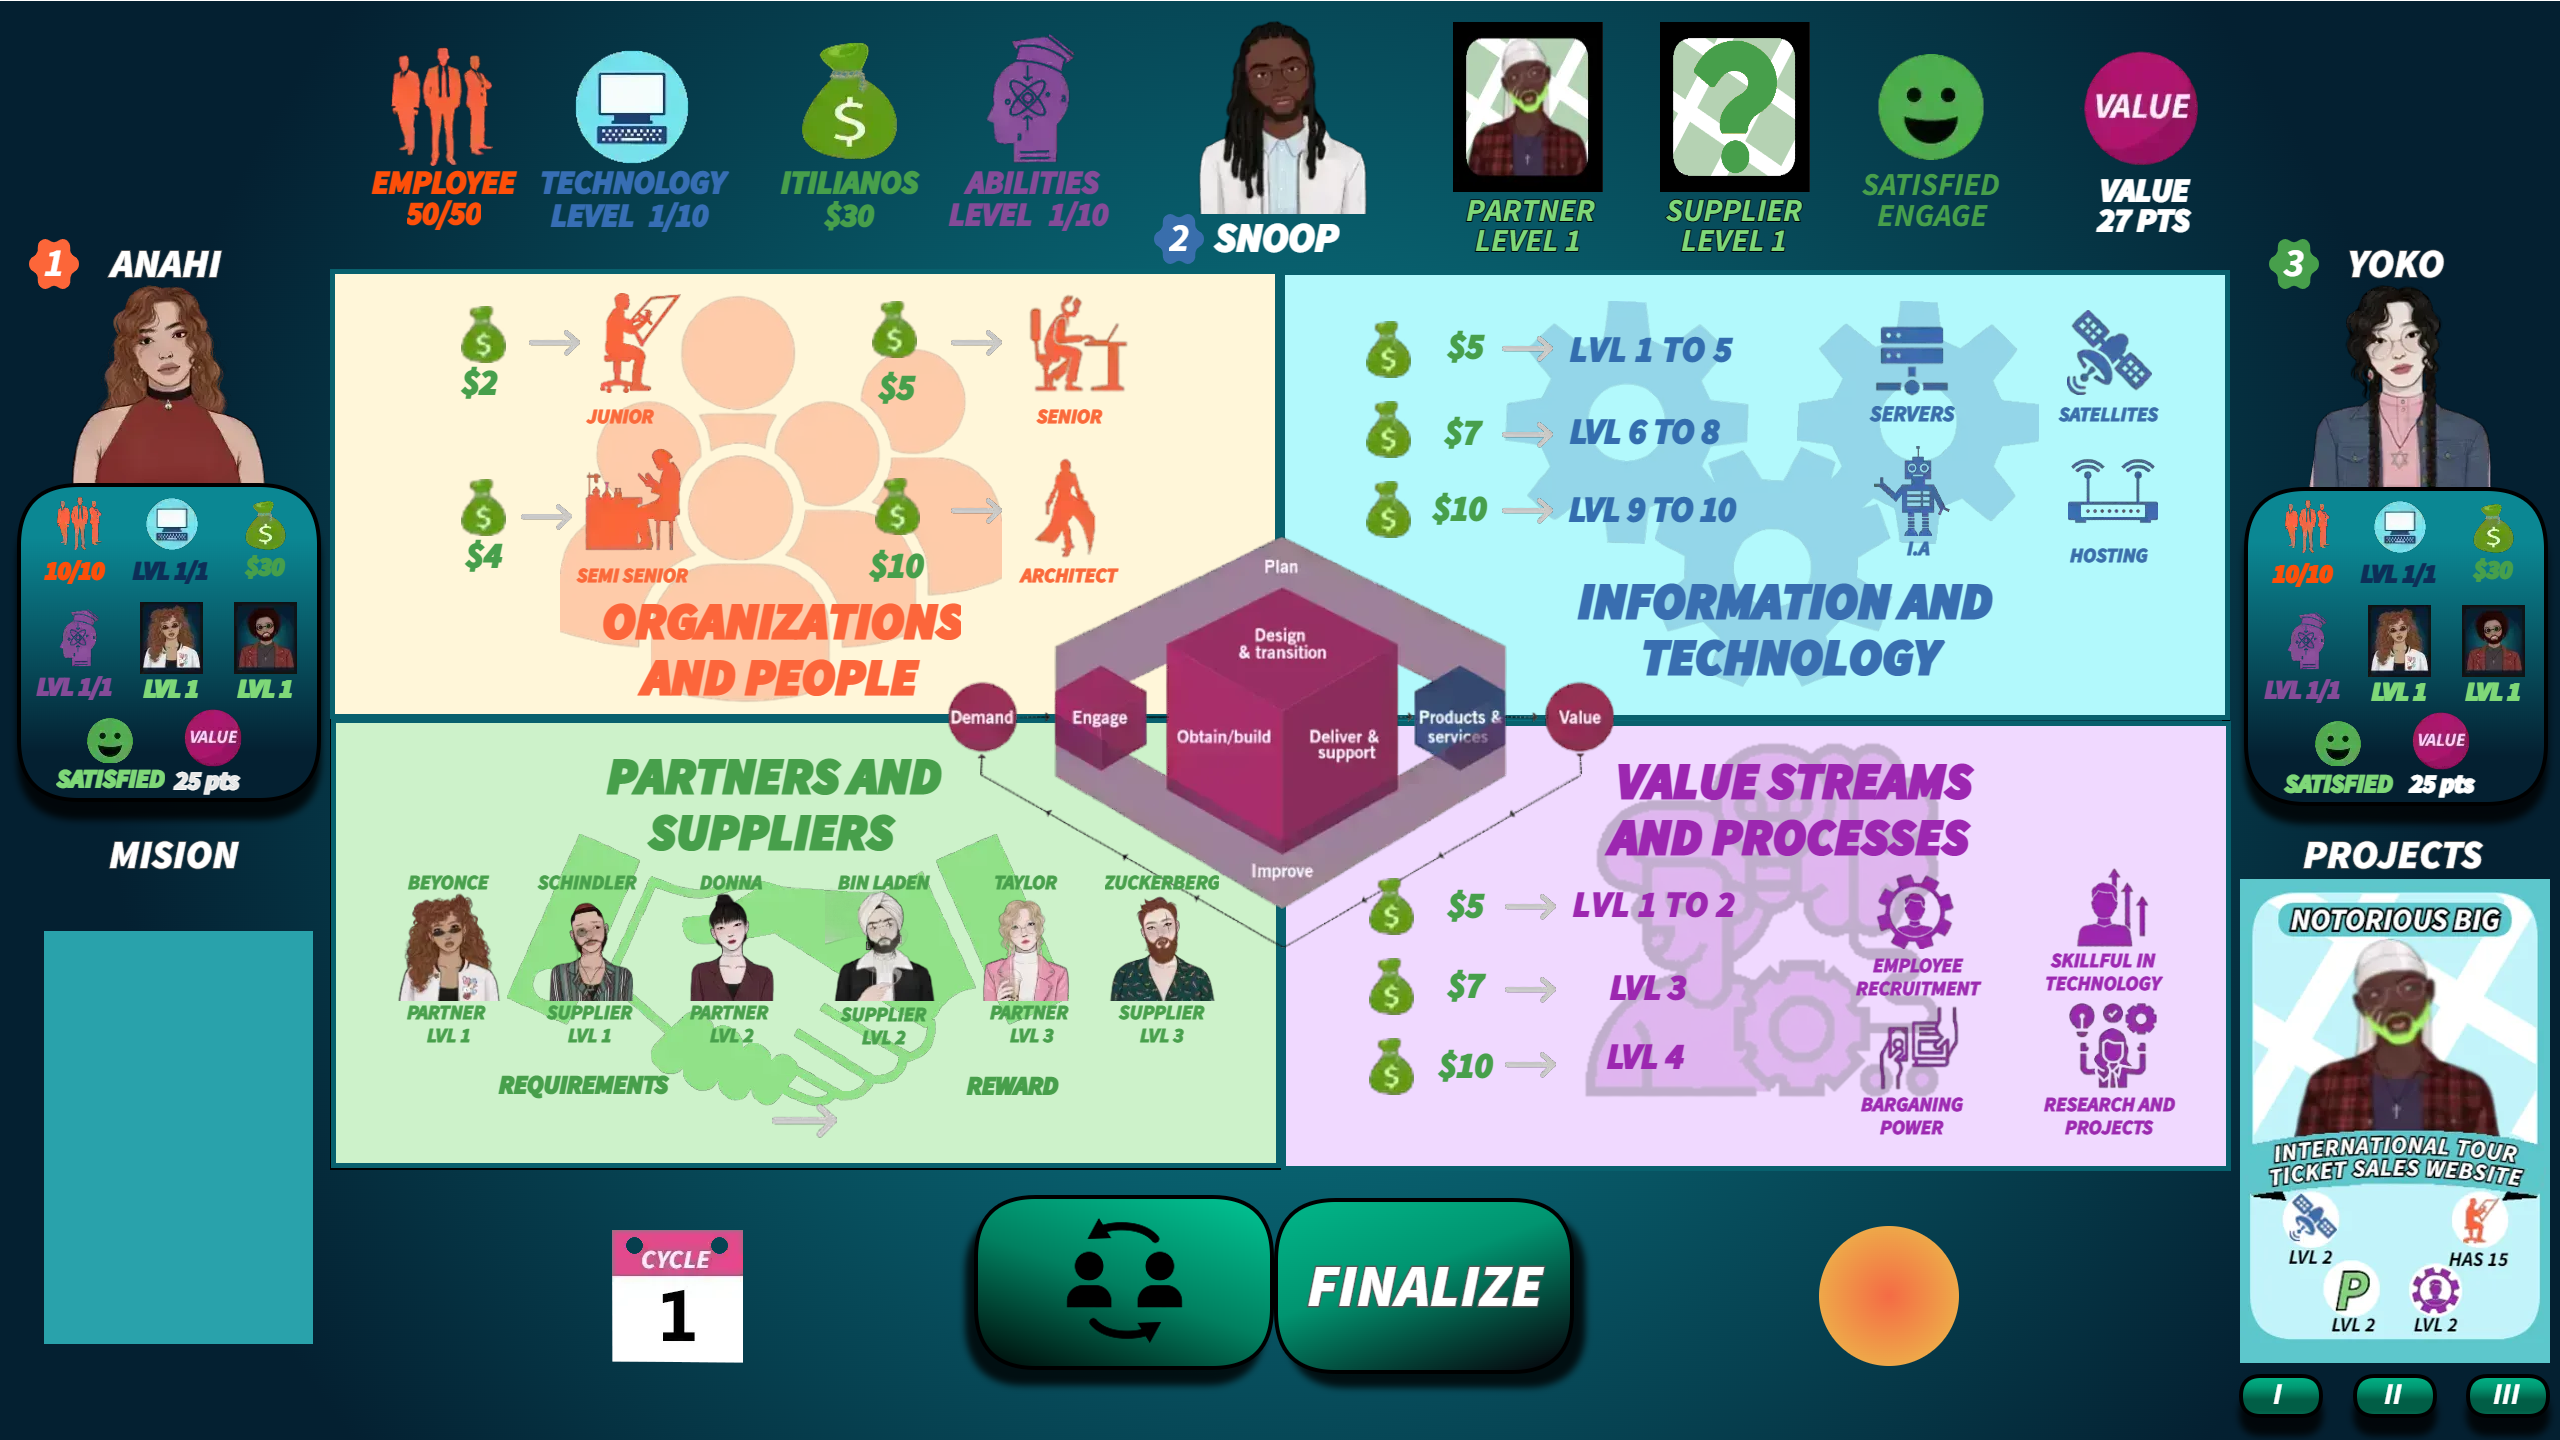 EMPLOYEE
50/50
TECHNOLOGY
LEVEL 1/10
ITILIANOS
$30
ABILITIES
LEVEL 1/10
2 SNOOP
PARTNER
LEVEL 1
SUPPLIER
LEVEL 1
SATISFIED
ENGAGE
VALUE
VALUE
27 PTS
1 ANAHI
10/10
LVL 1/1
$30
LVL 1/1
LVL 1
LVL 1
VALUE
SATISFIED
25 pts
MISION
$2
JUNIOR
$5
SENIOR
$4
SEMI SENIOR
$10
ARCHITECT
ORGANIZATIONS
AND PEOPLE
$5
LVL 1 TO 5
$7
LVL 6 TO 8
$10
LVL 9 TO 10
SERVERS
SATELLITES
I.A
HOSTING
INFORMATION AND
TECHNOLOGY
Plan
Design
& transition
Demand
Engage
Obtain/build
Deliver &
support
Products &
services
Value
Improve
PARTNERS AND
SUPPLIERS
BEYONCE
SCHINDLER
DONNA
BIN LADEN
TAYLOR
ZUCKERBERG
PARTNER
LVL 1
SUPPLIER
LVL 1
PARTNER
LVL 2
SUPPLIER
LVL 2
PARTNER
LVL 3
SUPPLIER
LVL 3
REQUIREMENTS
REWARD
VALUE STREAMS
AND PROCESSES
$5
LVL 1 TO 2
$7
LVL 3
$10
LVL 4
EMPLOYEE
RECRUITMENT
SKILLFUL IN
TECHNOLOGY
BARGANING
POWER
RESEARCH AND
PROJECTS
3 YOKO
10/10
LVL 1/1
$30
LVL 1/1
LVL 1
LVL 1
VALUE
SATISFIED
25 pts
PROJECTS
NOTORIOUS BIG
INTERNATIONAL TOUR
TICKET SALES WEBSITE
LVL 2
HAS 15
P
LVL 2
LVL 2
I
II
III
CYCLE
1
FINALIZE